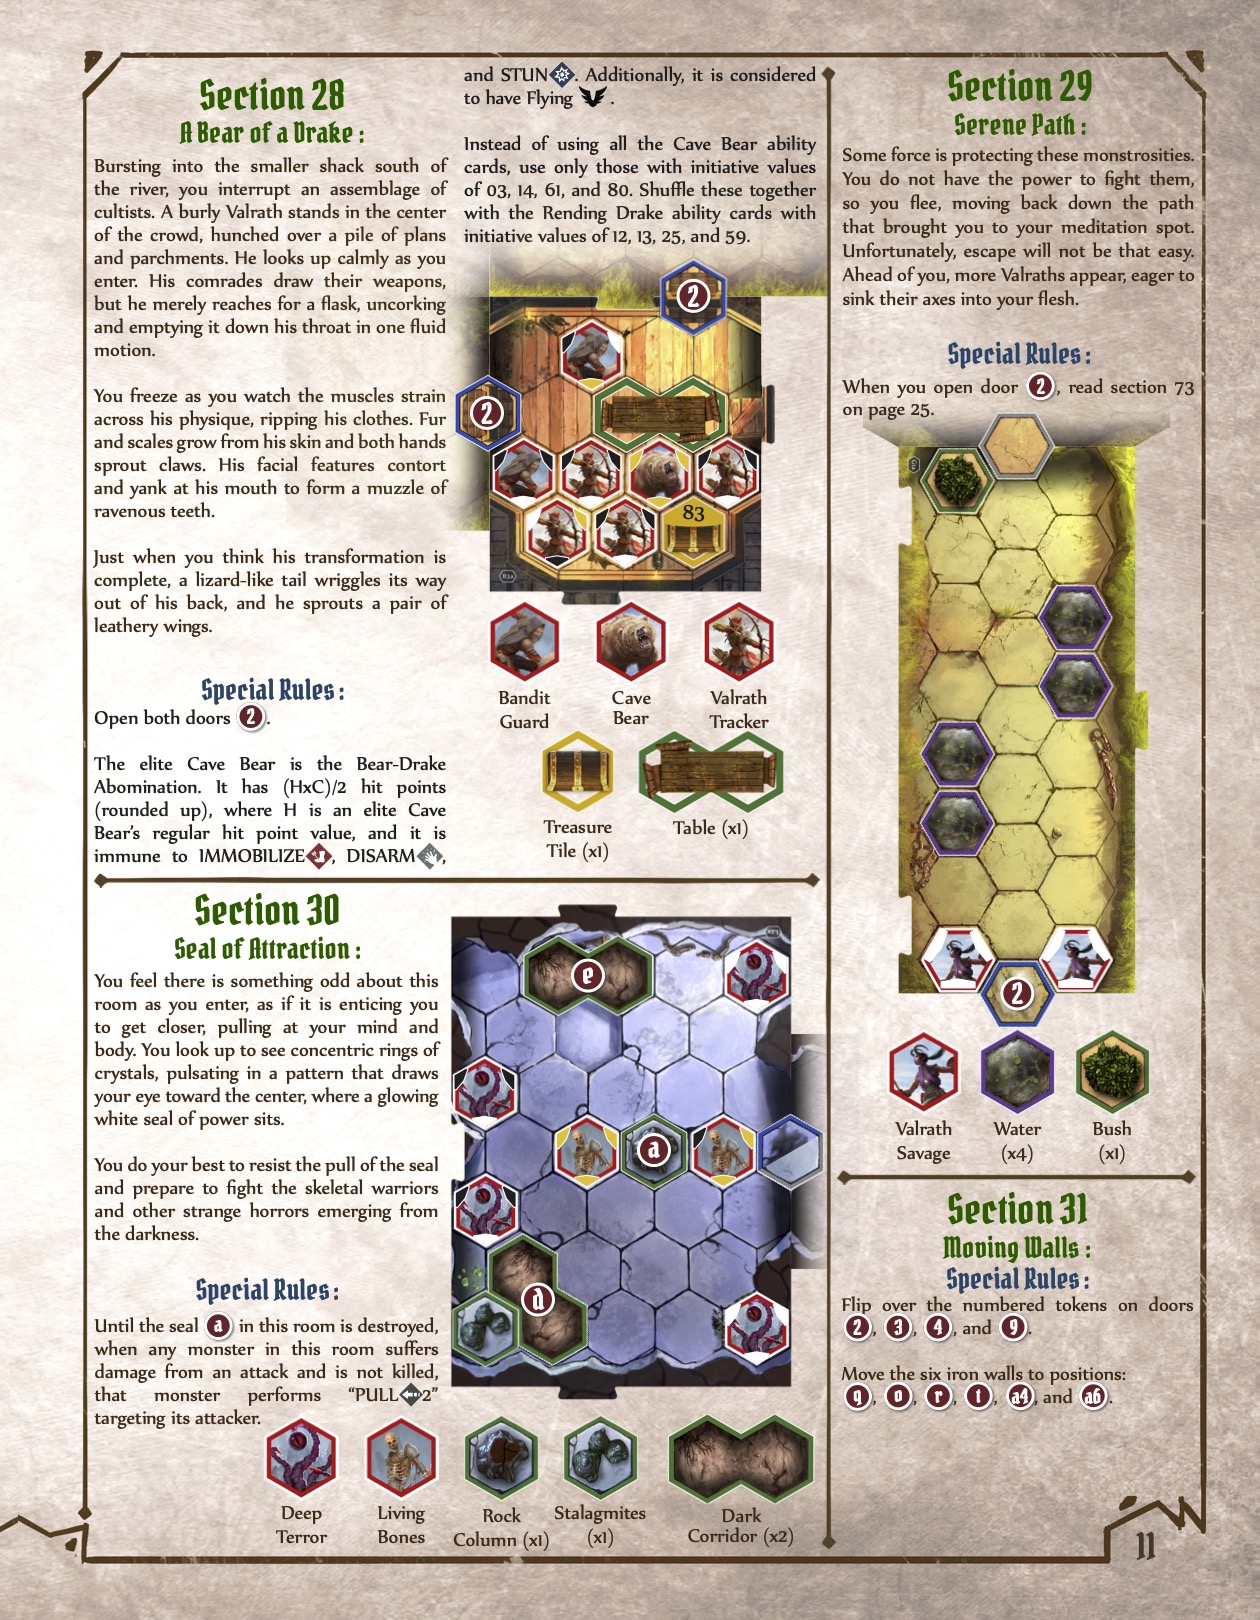 Section 28
A Bear of a Drake :
Bursting into the smaller shack south of
the river, you interrupt an assemblage of
cultists. A burly Valrath stands in the center
of the crowd, hunched over a pile of plans
and parchments. He looks up calmly as you
enter. His comrades draw their weapons,
but he merely reaches for a flask, uncorking
and emptying it down his throat in one fluid
motion.
You freeze as you watch the muscles strain
across his physique, ripping his clothes. Fur
and scales grow from his skin and both hands
sprout claws. His facial features contort
and yank at his mouth to form a muzzle of
ravenous teeth.
Just when you think his transformation is
complete, a lizard-like tail wriggles its way
out of his back, and he sprouts a pair of
leathery wings.
Special Rules :
Open both doors 2.
The elite Cave Bear is the Bear-Drake
Abomination. It has (HxC)/2 hit points
(rounded up), where H is an elite Cave
Bear's regular hit point value, and it is
immune to IMMOBILIZE, DISARM,
and STUN. Additionally, it is considered
to have Flying .
Instead of using all the Cave Bear ability
cards, use only those with initiative values
of 03, 14, 61, and 80. Shuffle these together
with the Rending Drake ability cards with
initiative values of 12, 13, 25, and 59.
2
2
83
Bandit
Guard
Cave
Bear
Valrath
Tracker
Treasure
Tile (x1)
Table (x1)
Section 29
Serene Path :
Some force is protecting these monstrosities.
You do not have the power to fight them,
so you flee, moving back down the path
that brought you to your meditation spot.
Unfortunately, escape will not be that easy.
Ahead of you, more Valraths appear, eager to
sink their axes into your flesh.
Special Rules :
When you open door 2, read section 73
on page 25.
2
Valrath
Savage
Water
(x4)
Bush
(x1)
Section 30
Seal of Attraction :
You feel there is something odd about this
room as you enter, as if it is enticing you
to get closer, pulling at your mind and
body. You look up to see concentric rings of
crystals, pulsating in a pattern that draws
your eye toward the center, where a glowing
white seal of power sits.
You do your best to resist the pull of the seal
and prepare to fight the skeletal warriors
and other strange horrors emerging from
the darkness.
Special Rules :
Until the seal a in this room is destroyed,
when any monster in this room suffers
damage from an attack and is not killed,
that monster performs “PULL 2”
targeting its attacker.
e
a
d
Deep
Terror
Living
Bones
Rock
Column (x1)
Stalagmites
(x1)
Dark
Corridor (x2)
Section 31
Moving Walls :
Special Rules :
Flip over the numbered tokens on doors
2, 3, 4, and 9.
Move the six iron walls to positions:
q, o, r, t, a4, and a6.
11